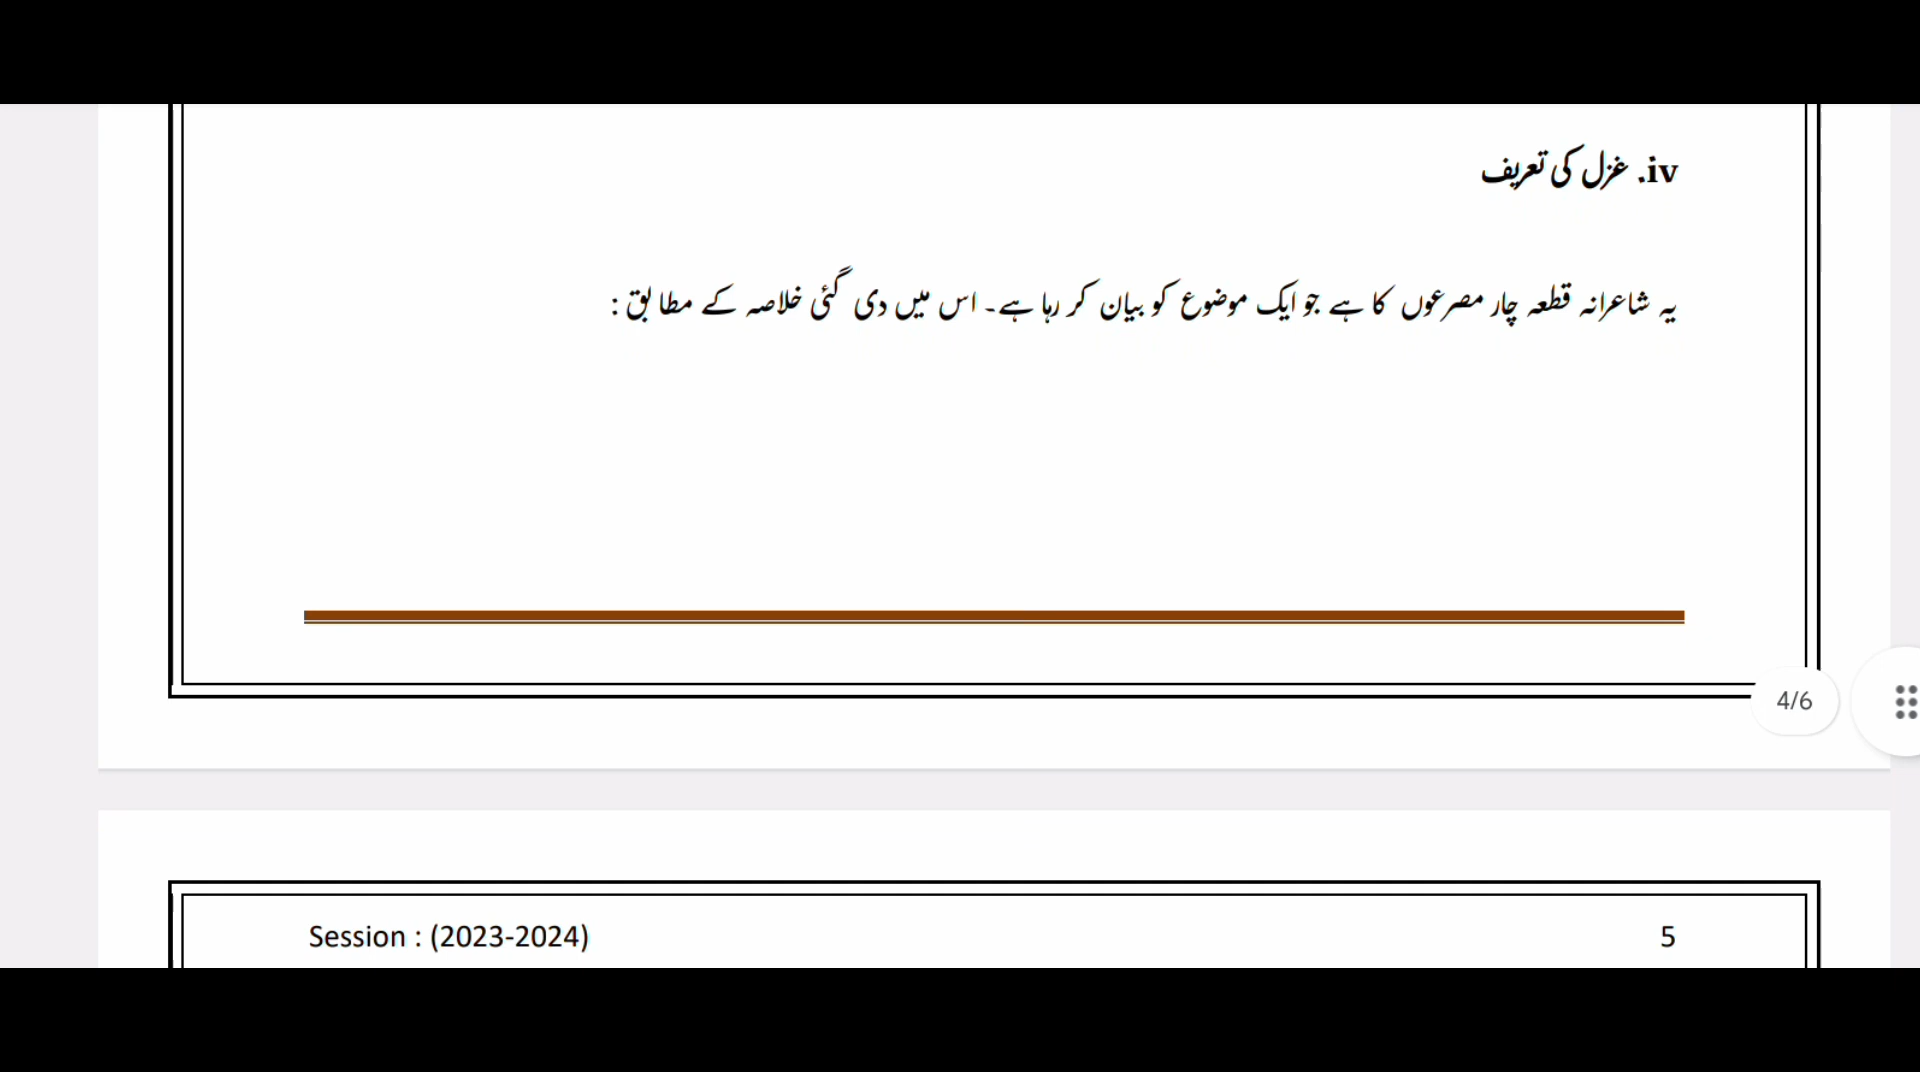 iv. غزل کی تعریف
یہ شاعرانہ قطعہ چار مصرعوں کا ہے جو ایک موضوع کو بیان کر رہا ہے۔ اس میں دی گئی خلاصہ کے مطابق :
4/6
Session : (2023-2024) 5